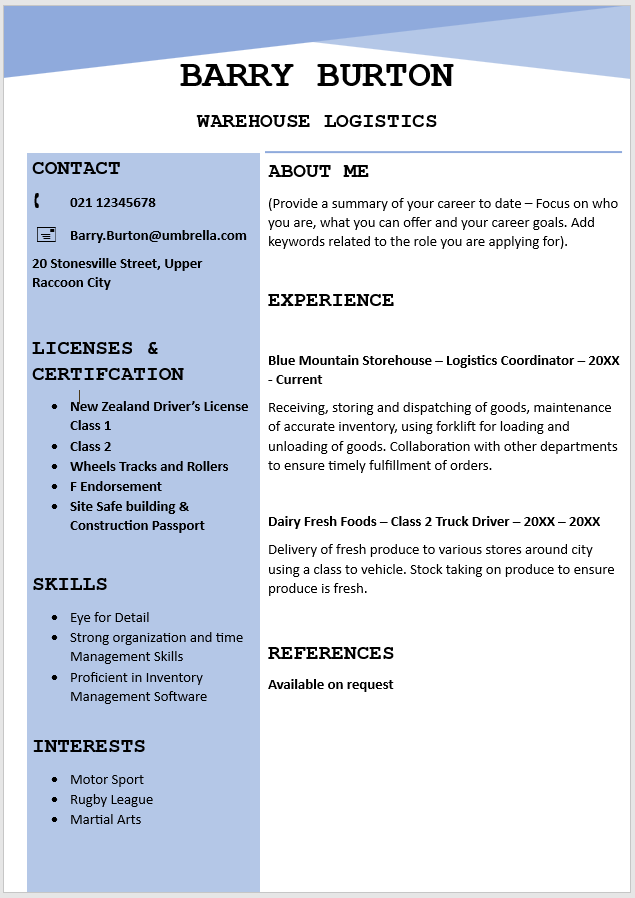 BARRY BURTON
WAREHOUSE LOGISTICS
CONTACT
021 12345678
Barry.Burton@umbrella.com
20 Stonesville Street, Upper
Raccoon City
LICENSES &
CERTIFCATION
• New Zealand Driver’s License
Class 1
• Class 2
• Wheels Tracks and Rollers
• F Endorsement
• Site Safe building &
Construction Passport
SKILLS
• Eye for Detail
• Strong organization and time
Management Skills
• Proficient in Inventory
Management Software
INTERESTS
• Motor Sport
• Rugby League
• Martial Arts
ABOUT ME
(Provide a summary of your career to date – Focus on who
you are, what you can offer and your career goals. Add
keywords related to the role you are applying for).
EXPERIENCE
Blue Mountain Storehouse – Logistics Coordinator – 20XX
- Current
Receiving, storing and dispatching of goods, maintenance
of accurate inventory, using forklift for loading and
unloading of goods. Collaboration with other departments
to ensure timely fulfillment of orders.
Dairy Fresh Foods – Class 2 Truck Driver – 20XX – 20XX
Delivery of fresh produce to various stores around city
using a class to vehicle. Stock taking on produce to ensure
produce is fresh.
REFERENCES
Available on request